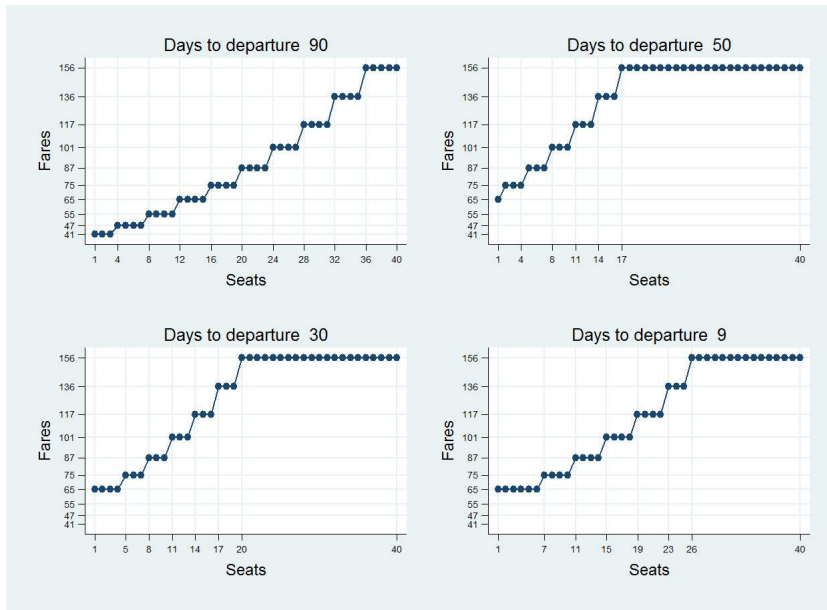 Days to departure 90
Fares
156
136
117
101
87
75
65
55
47
41
1 4 8 12 16 20 24 28 32 36 40
Seats
Days to departure 50
Fares
156
136
117
101
87
75
65
55
47
41
1 4 8 11 14 17 40
Seats
Days to departure 30
Fares
156
136
117
101
87
75
65
55
47
41
1 5 8 11 14 17 20 40
Seats
Days to departure 9
Fares
156
136
117
101
87
75
65
55
47
41
1 7 11 15 19 23 26 40
Seats